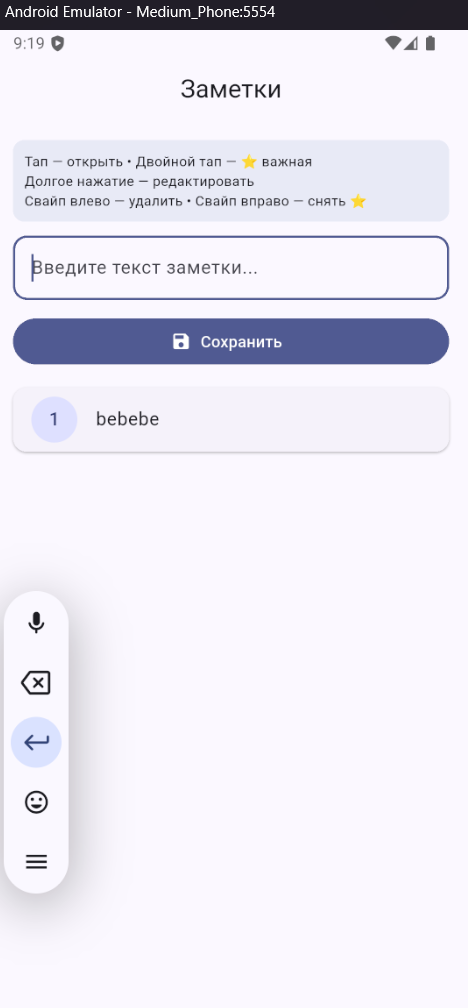 Android Emulator - Medium_Phone:5554
9:19
Заметки
Тап — открыть • Двойной тап — ⭐ важная
Долгое нажатие — редактировать
Свайп влево — удалить • Свайп вправо — снять ⭐
Введите текст заметки...
Сохранить
1 bebebe